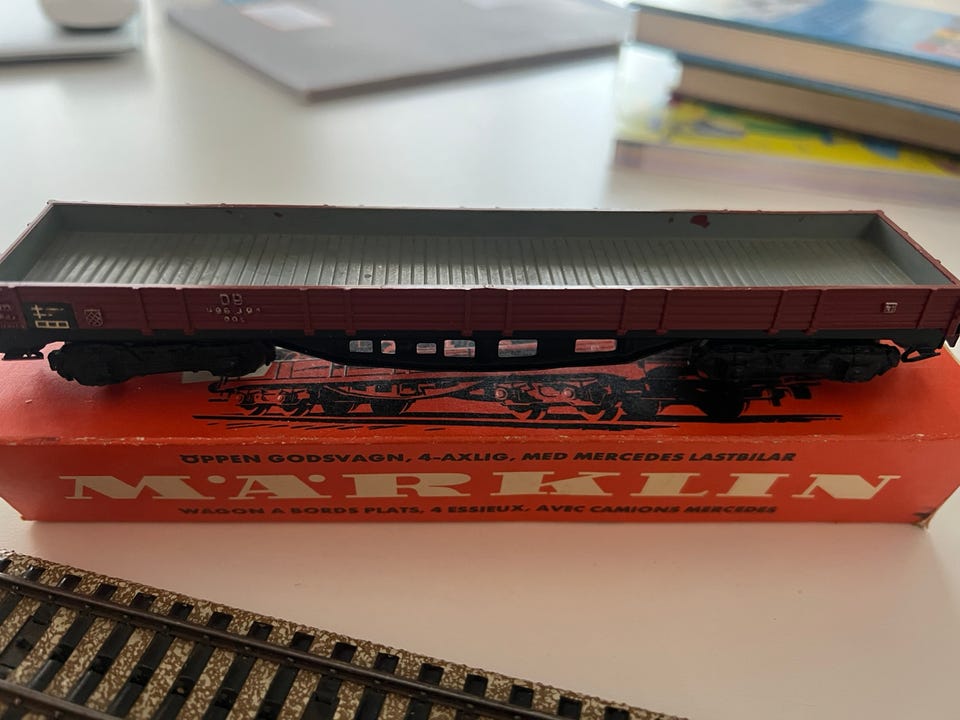 DB
ÖPPEN GODSVAGN, 4-AXLIG, MED MERCEDES LASTBILAR
MÄRKLIN
WAGON A BORDS PLATS, 4 ESSIEUX, AVEC CAMIONS MERCEDES